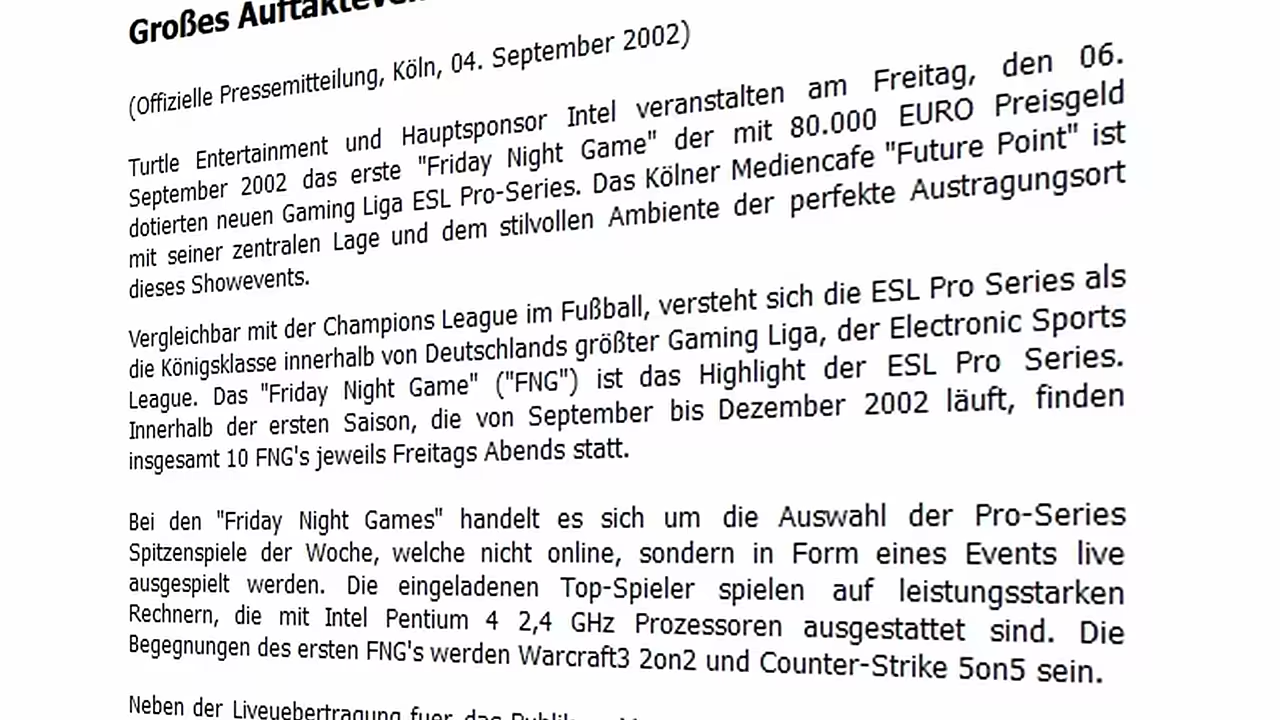 Großes
(Offizielle Pressemitteilung, Köln, 04. September 2002)
Turtle Entertainment und Hauptsponsor Intel veranstalten am Freitag, den 06.
September 2002 das erste "Friday Night Game" der mit 80.000 EURO Preisgeld
dotierten neuen Gaming Liga ESL Pro-Series. Das Kölner Mediencafe "Future Point" ist
mit seiner zentralen Lage und dem stilvollen Ambiente der perfekte Austragungsort
dieses Showevents.
Vergleichbar mit der Champions League im Fußball, versteht sich die ESL Pro Series als
die Königsklasse innerhalb von Deutschlands größter Gaming Liga, der Electronic Sports
League. Das "Friday Night Game" ("FNG") ist das Highlight der ESL Pro Series.
Innerhalb der ersten Saison, die von September bis Dezember 2002 läuft, finden
insgesamt 10 FNG's jeweils Freitags Abends statt.
Bei den "Friday Night Games" handelt es sich um die Auswahl der Pro-Series
Spitzenspiele der Woche, welche nicht online, sondern in Form eines Events live
ausgespielt werden. Die eingeladenen Top-Spieler spielen auf leistungsstarken
Rechnern, die mit Intel Pentium 4 2,4 GHz Prozessoren ausgestattet sind. Die
Begegnungen des ersten FNG's werden Warcraft3 2on2 und Counter-Strike 5on5 sein.
Neben der Liveuebertragung fuer das